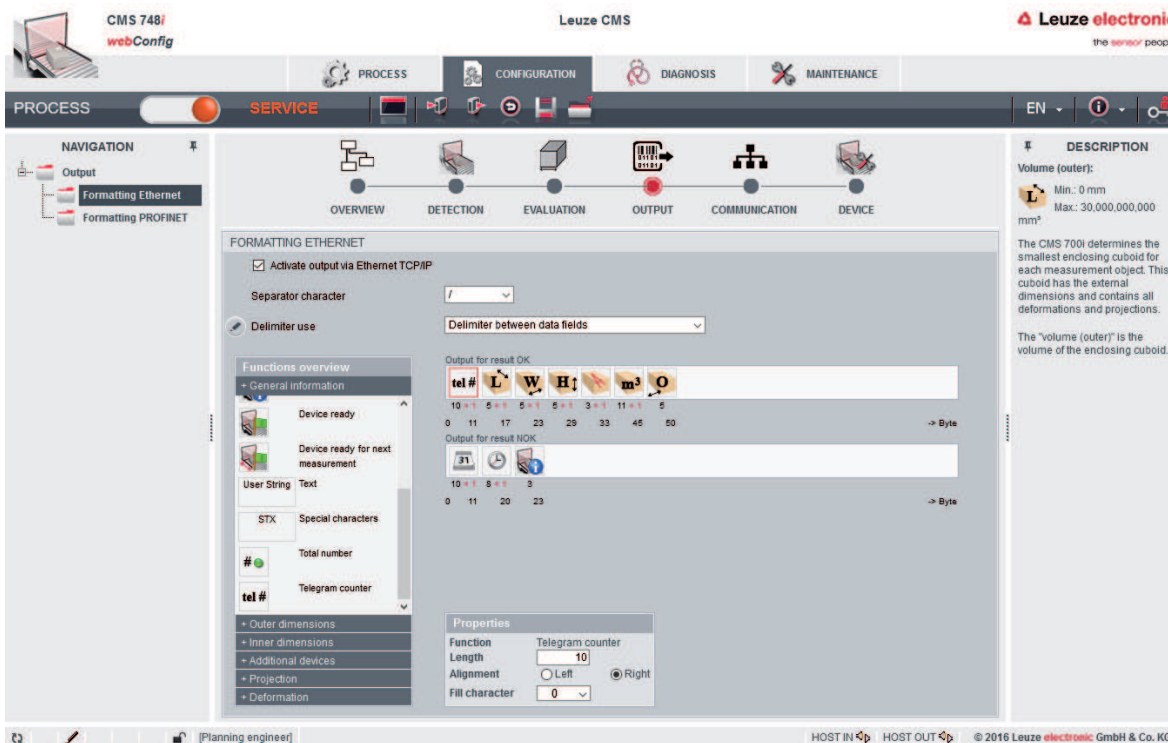 CMS 748i
webConfig
Leuze CMS
Leuze electronic
the sensor peop
PROCESS
CONFIGURATION
DIAGNOSIS
MAINTENANCE
PROCESS
SERVICE
EN
NAVIGATION
Output
Formatting Ethernet
Formatting PROFINET
OVERVIEW
DETECTION
EVALUATION
OUTPUT
COMMUNICATION
DEVICE
FORMATTING ETHERNET
Activate output via Ethernet TCP/IP
Separator character
/
Delimiter use
Delimiter between data fields
Functions overview
+ General information
Device ready
Device ready for next
measurement
User String Text
STX Special characters
# Total number
tel # Telegram counter
+ Outer dimensions
+ Inner dimensions
+ Additional devices
+ Projection
+ Deformation
Output for result OK
tel # L W H m³ O
10 + 1 5 + 1 5 + 1 5 + 1 3 + 1 11 + 1 5
0 11 17 23 29 33 45 50 -> Byte
Output for result NOK
31
10 + 1 8 + 1 3
0 11 20 23 -> Byte
Properties
Function Telegram counter
Length 10
Alignment Left Right
Fill character 0
DESCRIPTION
Volume (outer):
L Min.: 0 mm
Max.: 30,000,000,000
mm³
The CMS 700i determines the
smallest enclosing cuboid for
each measurement object. This
cuboid has the external
dimensions and contains all
deformations and projections.
The "volume (outer)" is the
volume of the enclosing cuboid.
[Planning engineer]
HOST IN HOST OUT © 2016 Leuze electronic GmbH & Co. KG